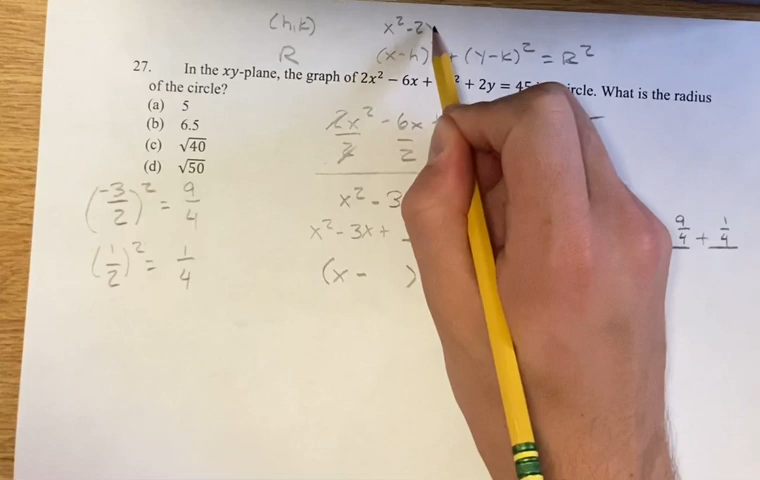 (h,k) x² - 2x
R (x-h) + (y-k)² = R²
27. In the xy-plane, the graph of 2x² − 6x + ² + 2y = 45 ircle. What is the radius
of the circle?
(a) 5
(b) 6.5
(c) √40
(d) √50
2x²/2 - 6x/2
x² - 3
x² - 3x + 9/4 + 1/4
(x - )
(-3/2)² = 9/4
(1/2)² = 1/4